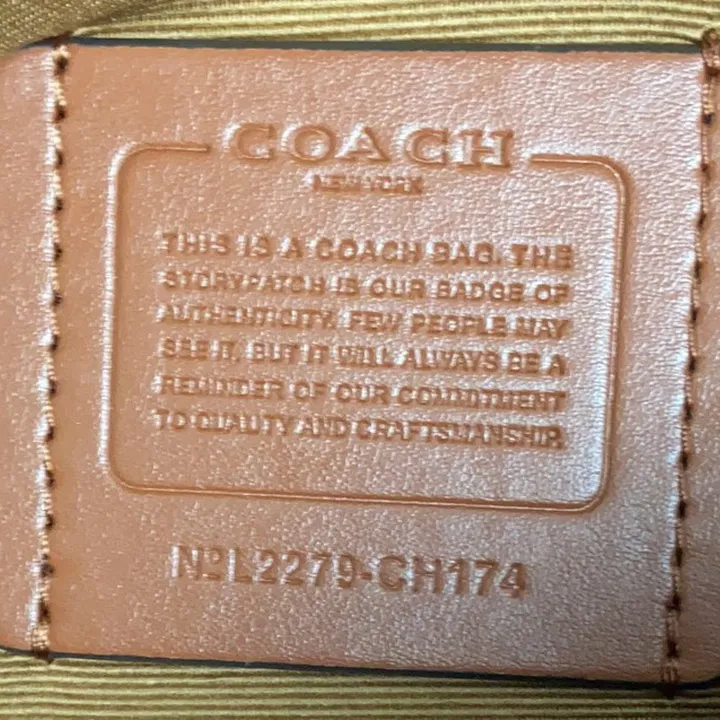 COACH
NEW YORK
THIS IS A COACH BAG. THE
STORYPATCH IS OUR BADGE OF
AUTHENTICITY. FEW PEOPLE MAY
SEE IT, BUT IT WILL ALWAYS BE A
REMINDER OF OUR COMMITMENT
TO QUALITY AND CRAFTSMANSHIP.
Nº L2279-CH174